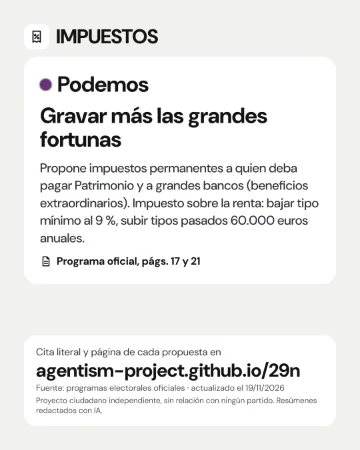 IMPUESTOS
Podemos
Gravar más las grandes
fortunas
Propone impuestos permanentes a quien deba
pagar Patrimonio y a grandes bancos (beneficios
extraordinarios). Impuesto sobre la renta: bajar tipo
mínimo al 9 %, subir tipos pasados 60.000 euros
anuales.
Programa oficial, págs. 17 y 21
Cita literal y página de cada propuesta en
agentism-project.github.io/29n
Fuente: programas electorales oficiales · actualizado el 19/11/2026
Proyecto ciudadano independiente, sin relación con ningún partido. Resúmenes
redactados con IA.